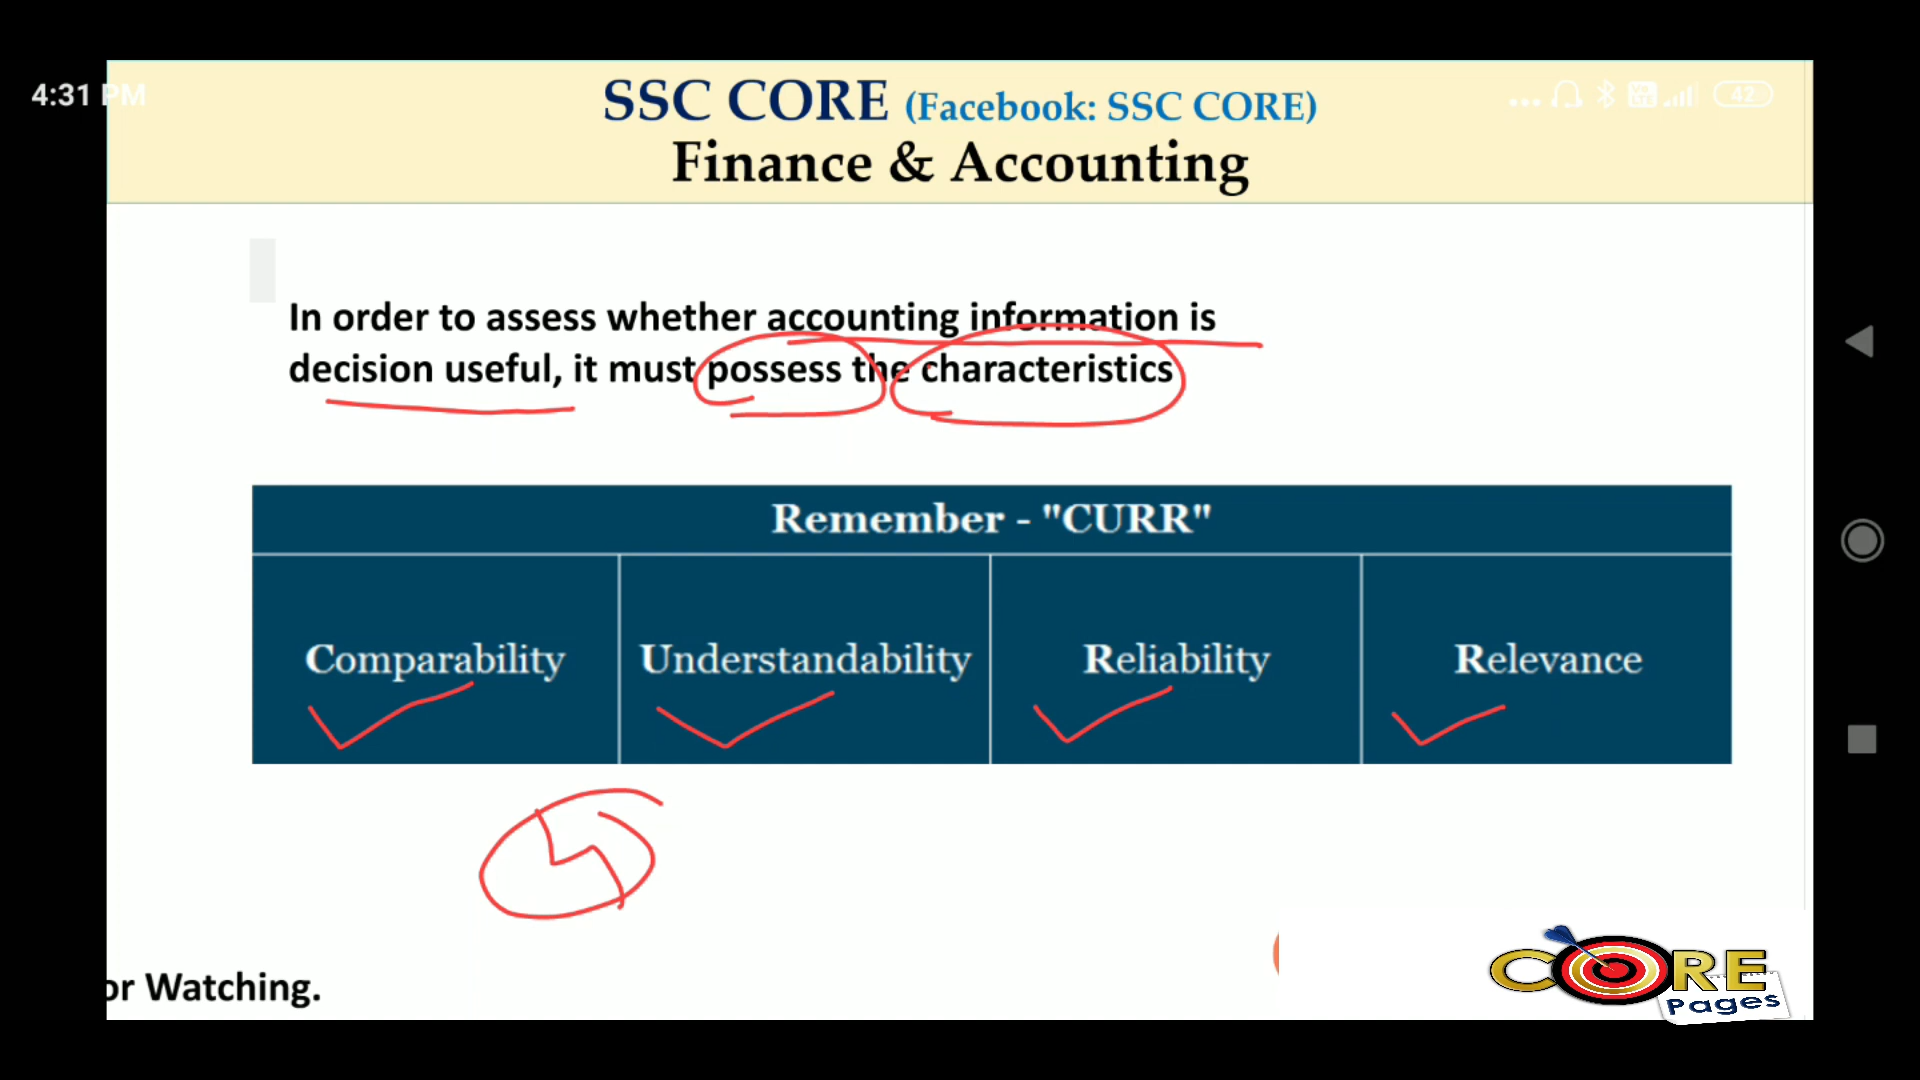 4:31 PM
42
SSC CORE (Facebook: SSC CORE)
Finance & Accounting
In order to assess whether accounting information is
decision useful, it must possess the characteristics
Remember - "CURR"
Comparability Understandability Reliability Relevance
4
or Watching.
CORE
Pages